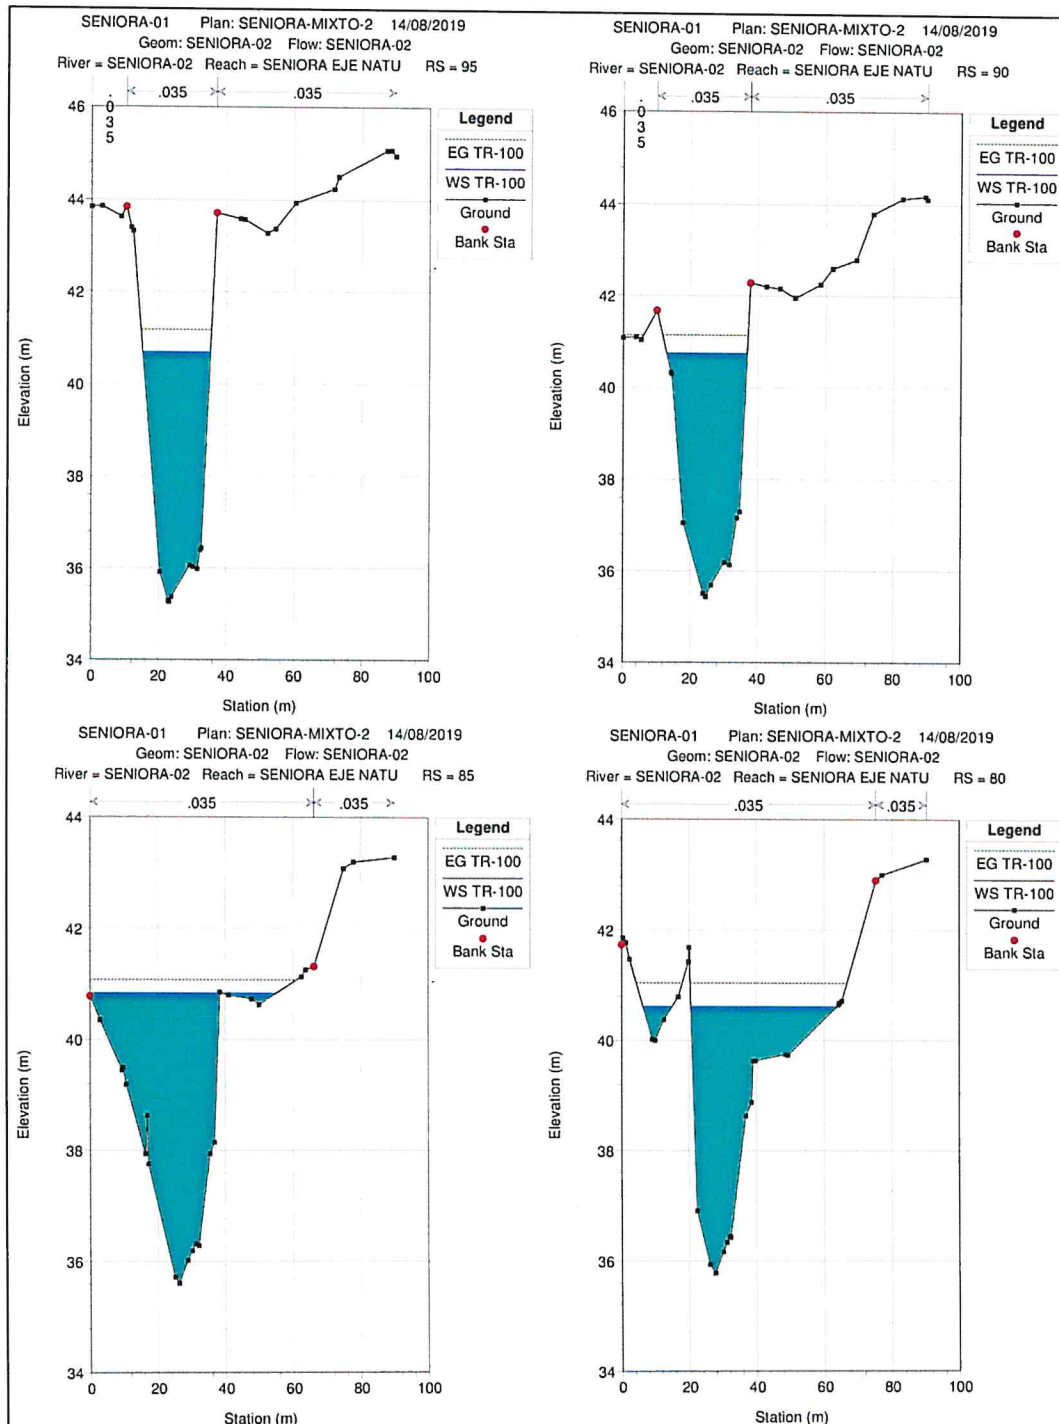 SENIORA-01 Plan: SENIORA-MIXTO-2 14/08/2019
Geom: SENIORA-02 Flow: SENIORA-02
River = SENIORA-02 Reach = SENIORA EJE NATU RS = 95
.035
.035
.035
46
44
42
40
38
36
34
Elevation (m)
0 20 40 60 80 100
Station (m)
Legend
EG TR-100
WS TR-100
Ground
Bank Sta
SENIORA-01 Plan: SENIORA-MIXTO-2 14/08/2019
Geom: SENIORA-02 Flow: SENIORA-02
River = SENIORA-02 Reach = SENIORA EJE NATU RS = 90
.035
.035
.035
46
44
42
40
38
36
34
Elevation (m)
0 20 40 60 80 100
Station (m)
Legend
EG TR-100
WS TR-100
Ground
Bank Sta
SENIORA-01 Plan: SENIORA-MIXTO-2 14/08/2019
Geom: SENIORA-02 Flow: SENIORA-02
River = SENIORA-02 Reach = SENIORA EJE NATU RS = 85
.035 .035
44
42
40
38
36
34
Elevation (m)
0 20 40 60 80 100
Station (m)
Legend
EG TR-100
WS TR-100
Ground
Bank Sta
SENIORA-01 Plan: SENIORA-MIXTO-2 14/08/2019
Geom: SENIORA-02 Flow: SENIORA-02
River = SENIORA-02 Reach = SENIORA EJE NATU RS = 80
.035 .035
44
42
40
38
36
34
Elevation (m)
0 20 40 60 80 100
Station (m)
Legend
EG TR-100
WS TR-100
Ground
Bank Sta